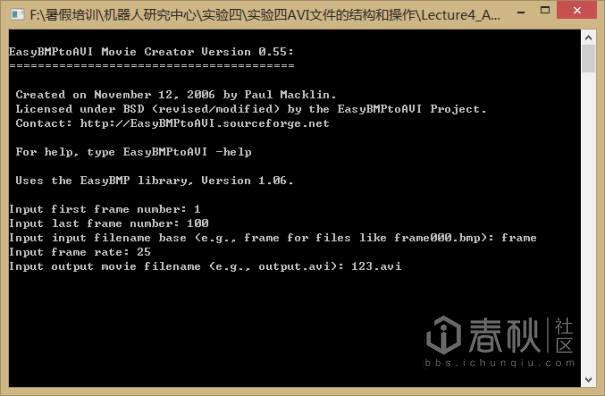 F:\暑假培训\机器人研究中心\实验四\实验四AVI文件的结构和操作\Lecture4_A...
EasyBMPtoAVI Movie Creator Version 0.55:
========================================
Created on November 12, 2006 by Paul Macklin.
Licensed under BSD (revised/modified) by the EasyBMPtoAVI Project.
Contact: http://EasyBMPtoAVI.sourceforge.net
For help, type EasyBMPtoAVI -help
Uses the EasyBMP library, Version 1.06.
Input first frame number: 1
Input last frame number: 100
Input input filename base (e.g., frame for files like frame000.bmp): frame
Input frame rate: 25
Input output movie filename (e.g., output.avi): 123.avi
春秋 社区
bbs.ichunqiu.com